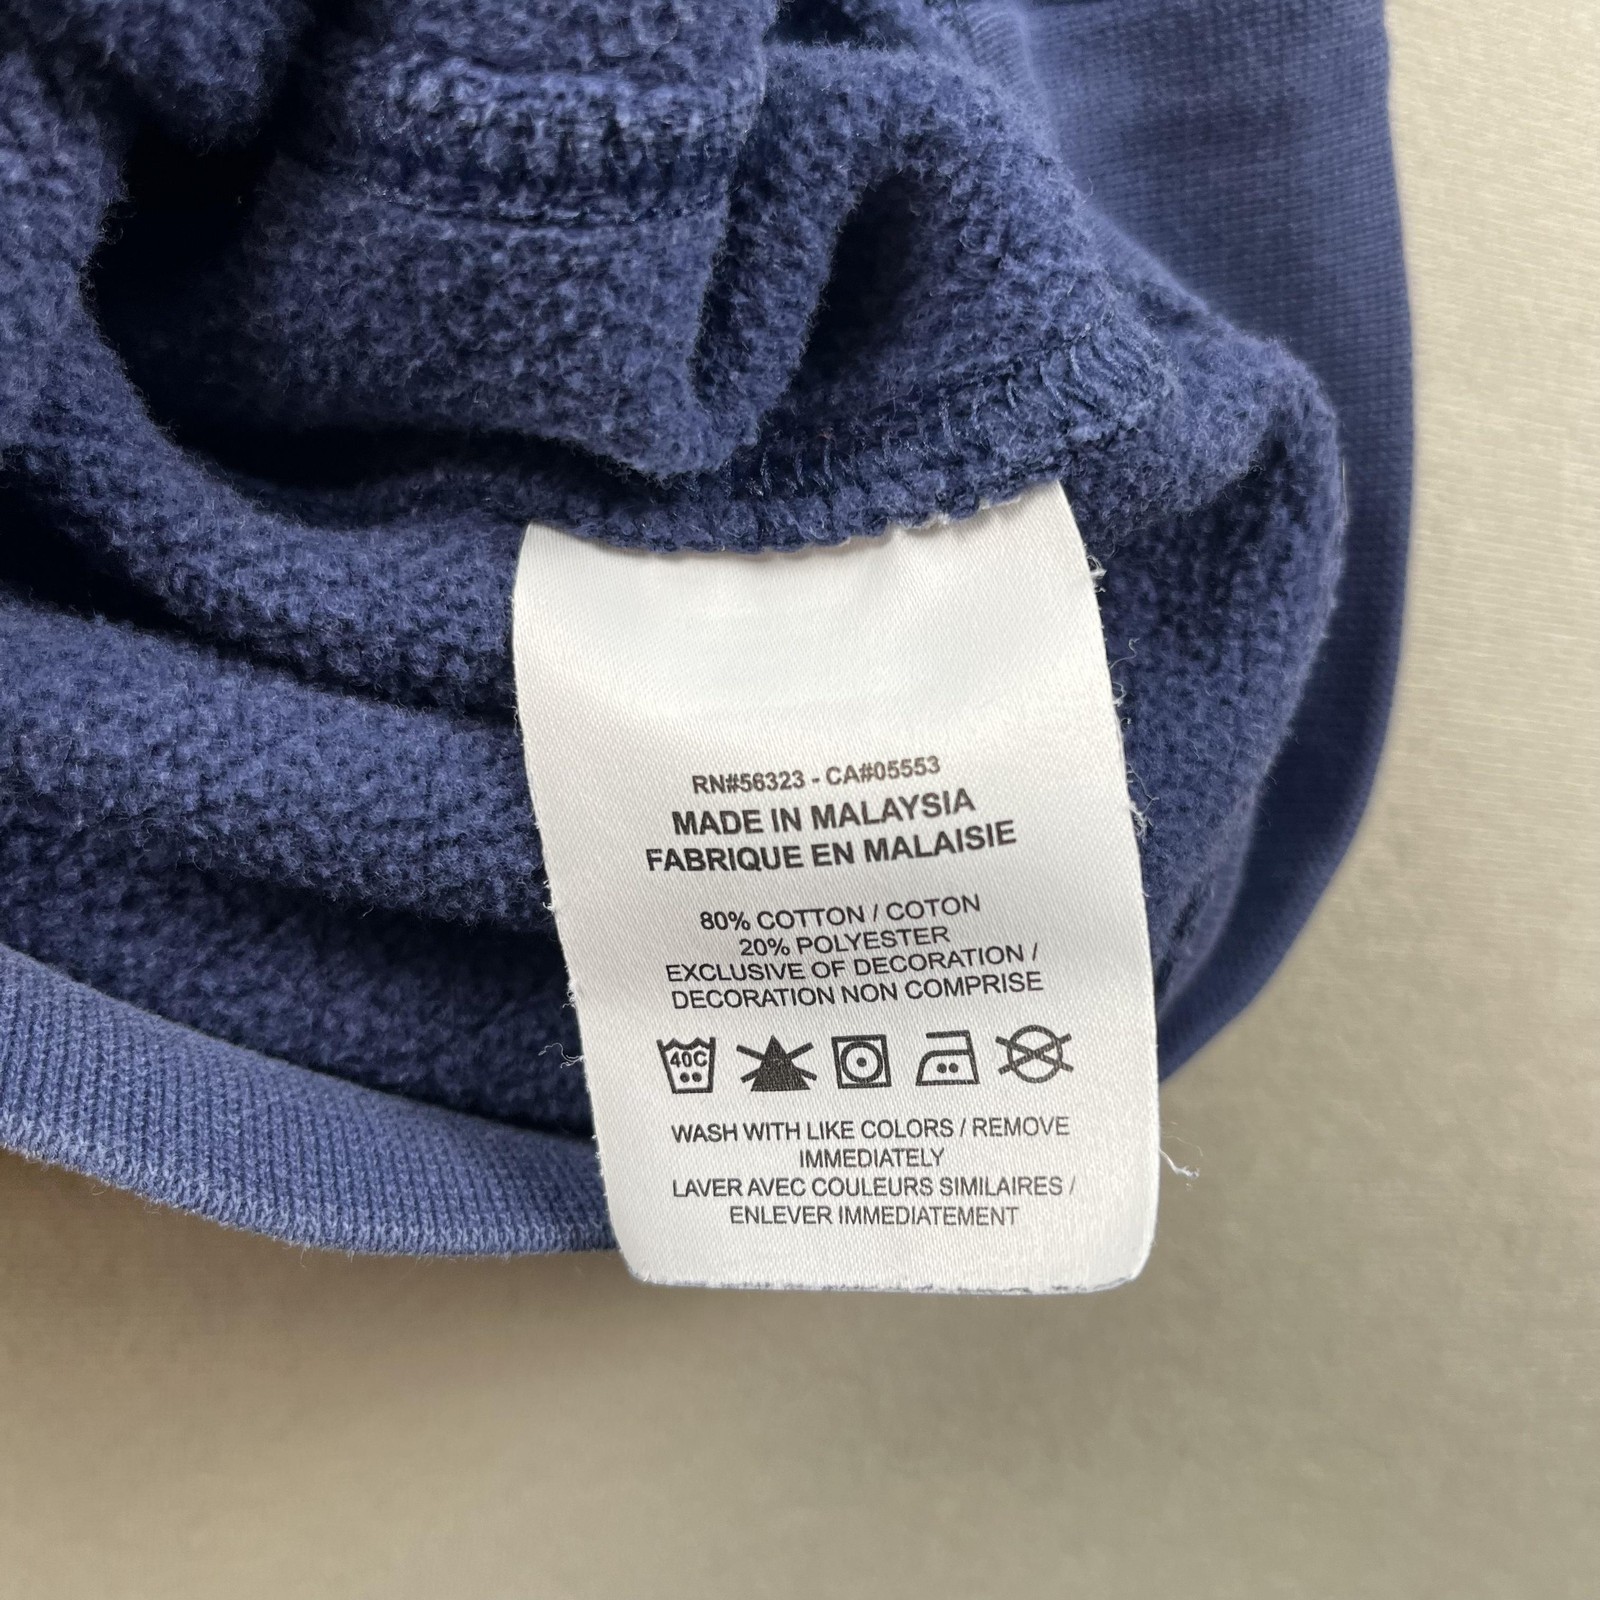 RN#56323 - CA#05553
MADE IN MALAYSIA
FABRIQUE EN MALAISIE
80% COTTON / COTON
20% POLYESTER
EXCLUSIVE OF DECORATION /
DECORATION NON COMPRISE
40C
WASH WITH LIKE COLORS / REMOVE
IMMEDIATELY
LAVER AVEC COULEURS SIMILAIRES /
ENLEVER IMMEDIATEMENT